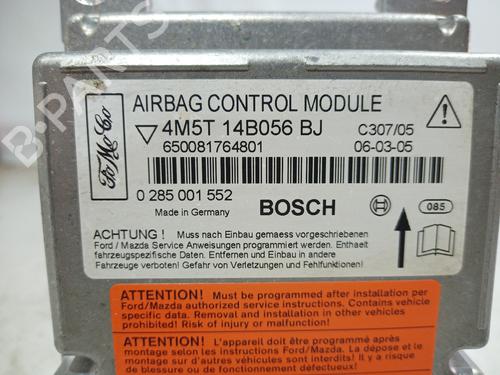 B-PARTS
FoMoCo
AIRBAG CONTROL MODULE
4M5T 14B056 BJ
C307/05
650081764801
06-03-05
0 285 001 552
Made in Germany
BOSCH
085
ACHTUNG ! Muss nach Einbau gemaess vorgeschriebenen
Ford / Mazda Service Anweisungen programmiert werden. Enthaelt
fahrzeugspezifische Daten. Entfernen und Einbau in andere
Fahrzeuge verboten! Gefahr von Verletzungen und Fehlfunktionen!
ATTENTION! Must be programmed after installation per
Ford/Mazda authorized service instructions. Contains vehicle
specific data. Removal and installation in other vehicles
prohibited! Risk of injury or malfunction!
ATTENTION! L'appareil doit être programmé après
montage selon les instructions Ford/Mazda. La dépose et le
montage dans d'autres véhicules sont interdits! Il y a risque
de blessure ou de fonctionnement défectueux!